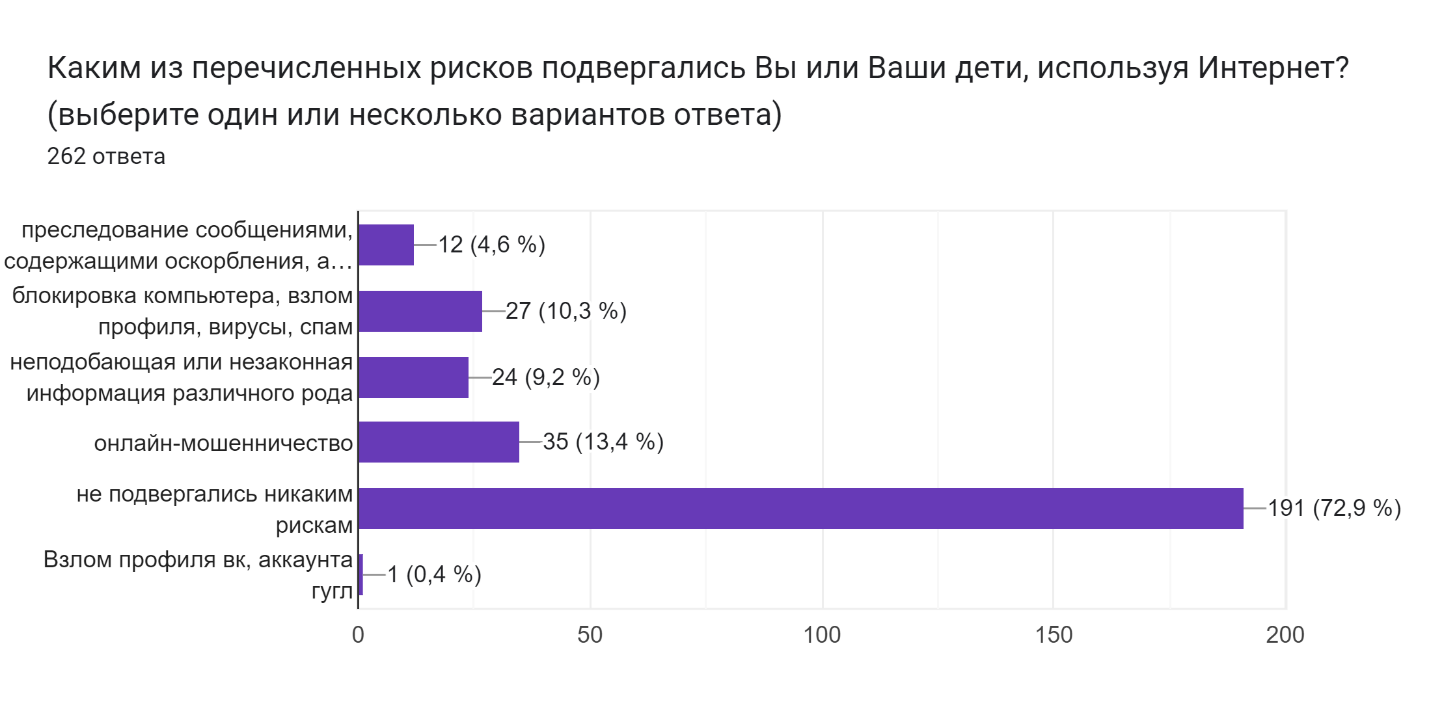 Каким из перечисленных рисков подвергались Вы или Ваши дети, используя Интернет?
(выберите один или несколько вариантов ответа)
262 ответа
преследование сообщениями,
содержащими оскорбления, а…
12 (4,6 %)
блокировка компьютера, взлом
профиля, вирусы, спам
27 (10,3 %)
неподобающая или незаконная
информация различного рода
24 (9,2 %)
онлайн-мошенничество
35 (13,4 %)
не подвергались никаким
рискам
191 (72,9 %)
Взлом профиля вк, аккаунта
гугл
1 (0,4 %)
0 50 100 150 200